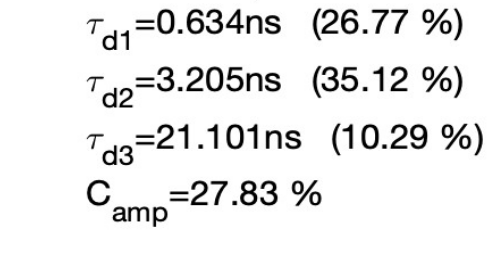 τd1=0.634ns (26.77 %)
τd2=3.205ns (35.12 %)
τd3=21.101ns (10.29 %)
Camp=27.83 %